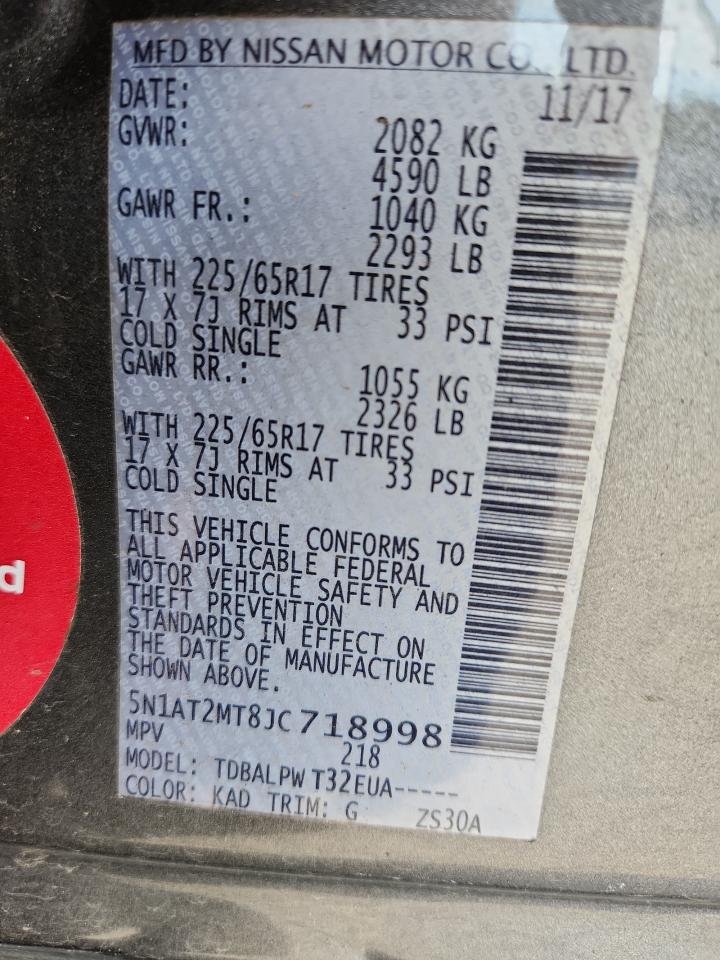 MFD BY NISSAN MOTOR CO., LTD.
DATE: 11/17
GVWR: 2082 KG
4590 LB
GAWR FR.: 1040 KG
2293 LB
WITH 225/65R17 TIRES
17 X 7J RIMS AT 33 PSI
COLD SINGLE
GAWR RR.: 1055 KG
2326 LB
WITH 225/65R17 TIRES
17 X 7J RIMS AT 33 PSI
COLD SINGLE
THIS VEHICLE CONFORMS TO
ALL APPLICABLE FEDERAL
MOTOR VEHICLE SAFETY AND
THEFT PREVENTION
STANDARDS IN EFFECT ON
THE DATE OF MANUFACTURE
SHOWN ABOVE.
5N1AT2MT8JC718998
MPV 218
MODEL: TDBALPW T32EUA-----
COLOR: KAD TRIM: G ZS30A
d